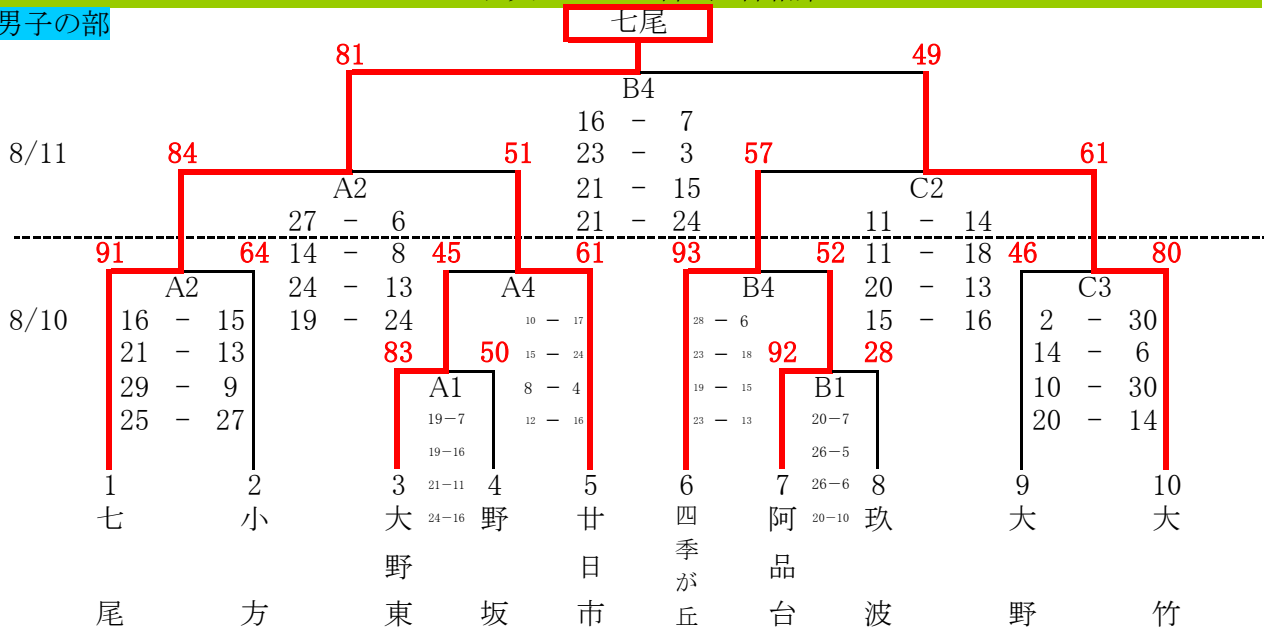 男子の部
七尾
81 49
B4
16 - 7
8/11 84 51 23 - 3 57 61
A2 21 - 15 C2
27 - 6 21 - 24 11 - 14
91 64 14 - 8 45 61 93 52 11 - 18 46 80
A2 24 - 13 A4 B4 20 - 13 C3
8/10 16 - 15 19 - 24 10 - 17 28 - 6 15 - 16 2 - 30
21 - 13 83 50 15 - 24 23 - 18 92 28 14 - 6
29 - 9 A1 8 - 4 19 - 15 B1 10 - 30
25 - 27 19-7 12 - 16 23 - 13 20-7 20 - 14
19-16 26-5
1 2 3 21-11 4 5 6 7 26-6 8 9 10
24-16 20-10
七尾
小方
大野東
野坂
廿日市
四季が丘
阿品台
玖波
大野
大竹